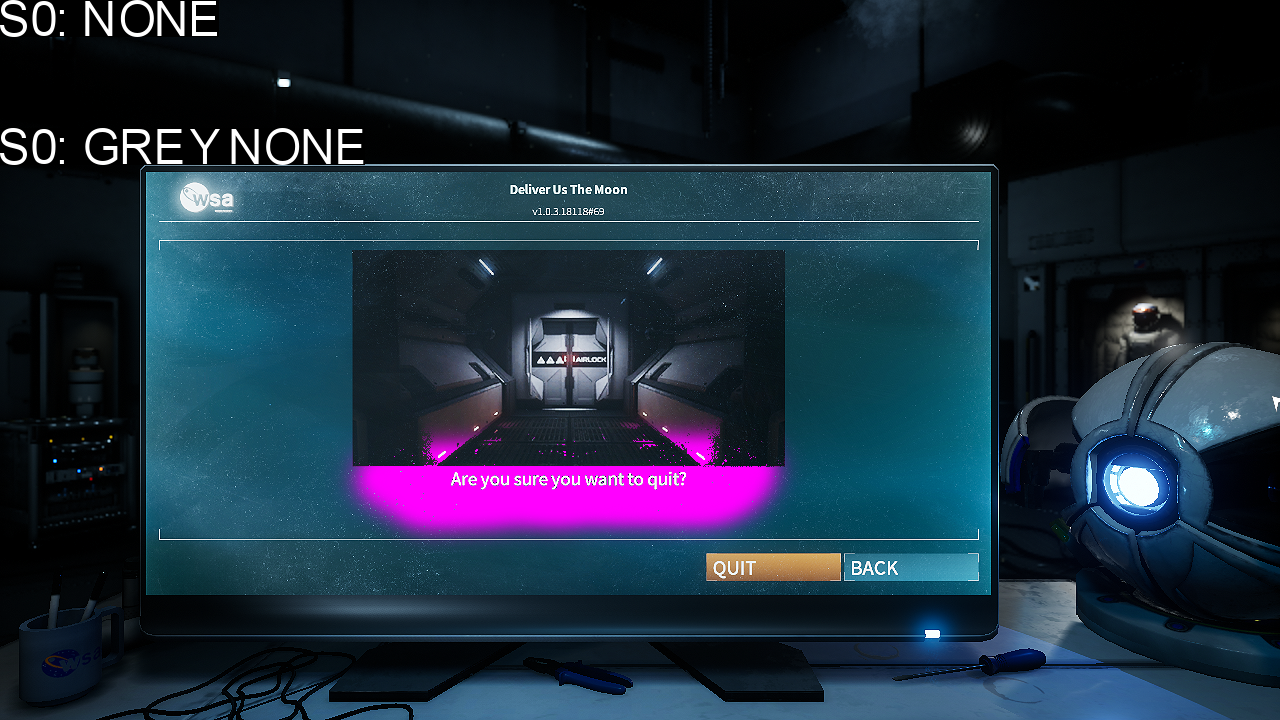 S0: NONE
S0: GREY NONE
wsa
Deliver Us The Moon
v1.0.3.18118#69
AIRLOCK
Are you sure you want to quit?
QUIT
BACK
wsa